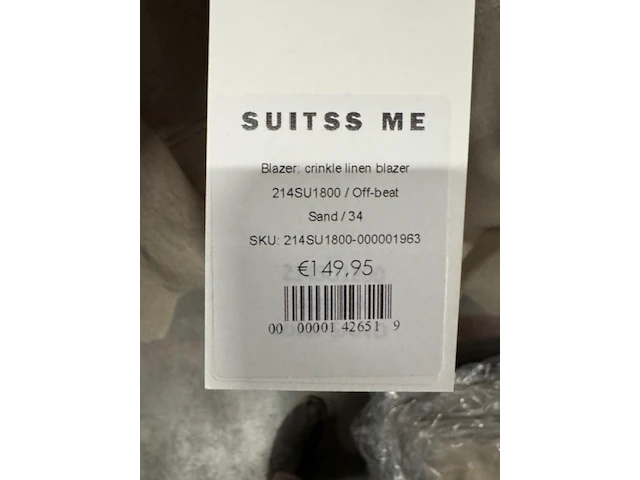 SUITSS ME
Blazer: crinkle linen blazer
214SU1800 / Off-beat
Sand / 34
SKU: 214SU1800-000001963
€149,95
00 00001 42651 9